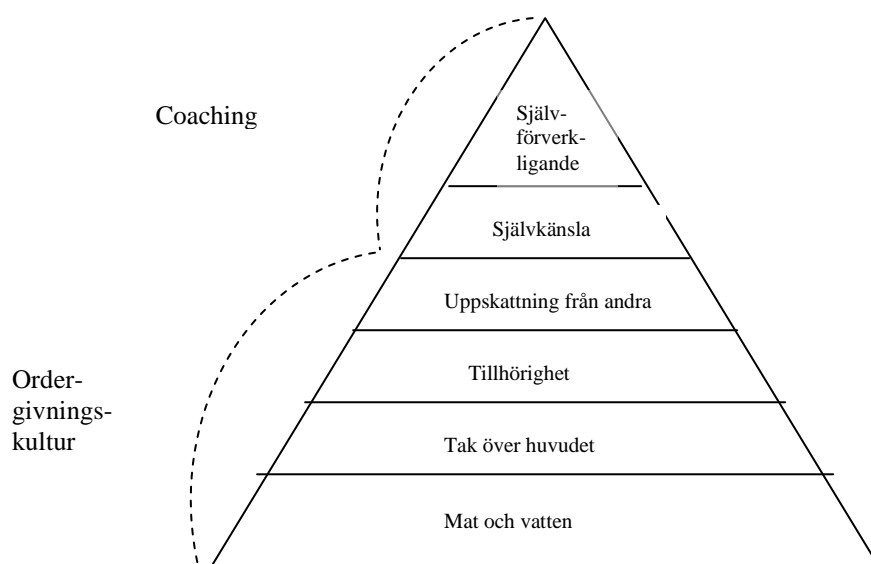 Coaching
Själv-
förverk-
ligande
Självkänsla
Uppskattning från andra
Order-
givnings-
kultur
Tillhörighet
Tak över huvudet
Mat och vatten